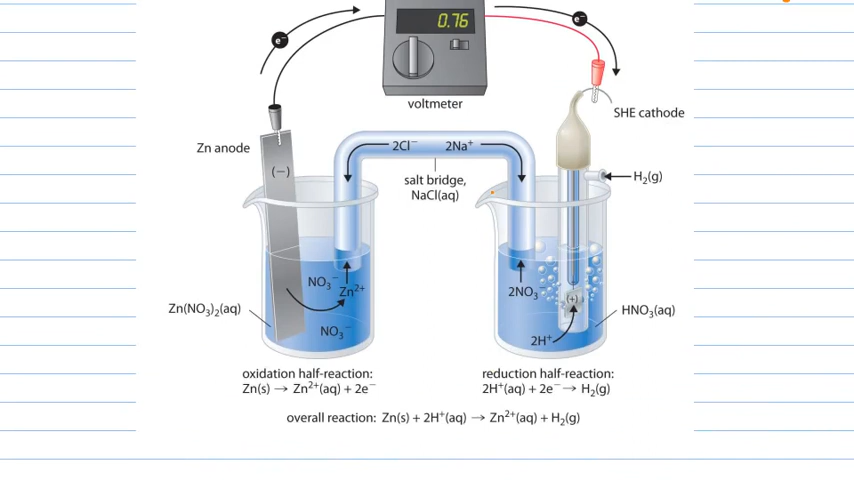 0.76
e⁻
e⁻
voltmeter
SHE cathode
Zn anode
2Cl⁻ 2Na⁺
(−)
salt bridge,
NaCl(aq)
H₂(g)
NO₃⁻
Zn²⁺
2NO₃⁻
(+)
Zn(NO₃)₂(aq)
HNO₃(aq)
NO₃⁻
2H⁺
oxidation half-reaction:
Zn(s) → Zn²⁺(aq) + 2e⁻
reduction half-reaction:
2H⁺(aq) + 2e⁻ → H₂(g)
overall reaction: Zn(s) + 2H⁺(aq) → Zn²⁺(aq) + H₂(g)